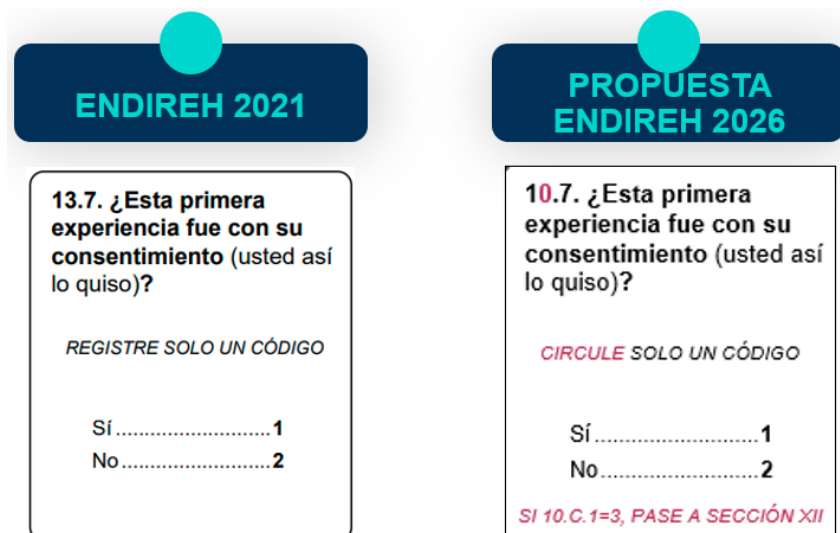 ENDIREH 2021
13.7. ¿Esta primera
experiencia fue con su
consentimiento (usted así
lo quiso)?
REGISTRE SOLO UN CÓDIGO
Sí...........................1
No..........................2
PROPUESTA
ENDIREH 2026
10.7. ¿Esta primera
experiencia fue con su
consentimiento (usted así
lo quiso)?
CIRCULE SOLO UN CÓDIGO
Sí...........................1
No..........................2
SI 10.C.1=3, PASE A SECCIÓN XII